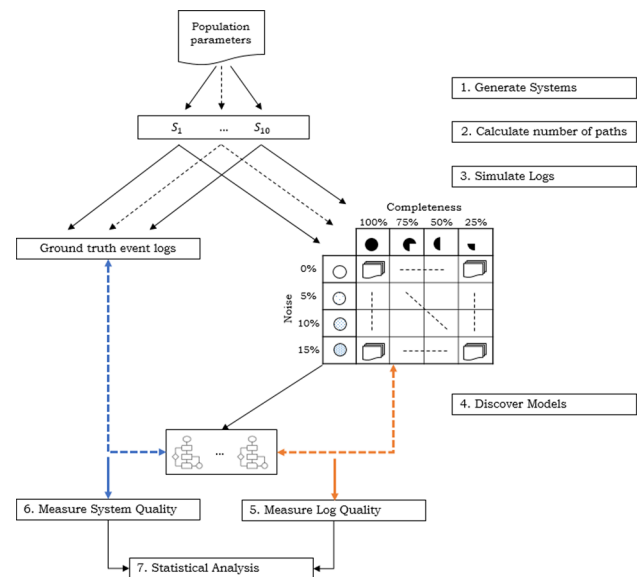 Population
parameters
1. Generate Systems
S1 ... S10
2. Calculate number of paths
3. Simulate Logs
Completeness
100% 75% 50% 25%
Ground truth event logs
0%
5%
Noise
10%
15%
4. Discover Models
...
6. Measure System Quality
5. Measure Log Quality
7. Statistical Analysis